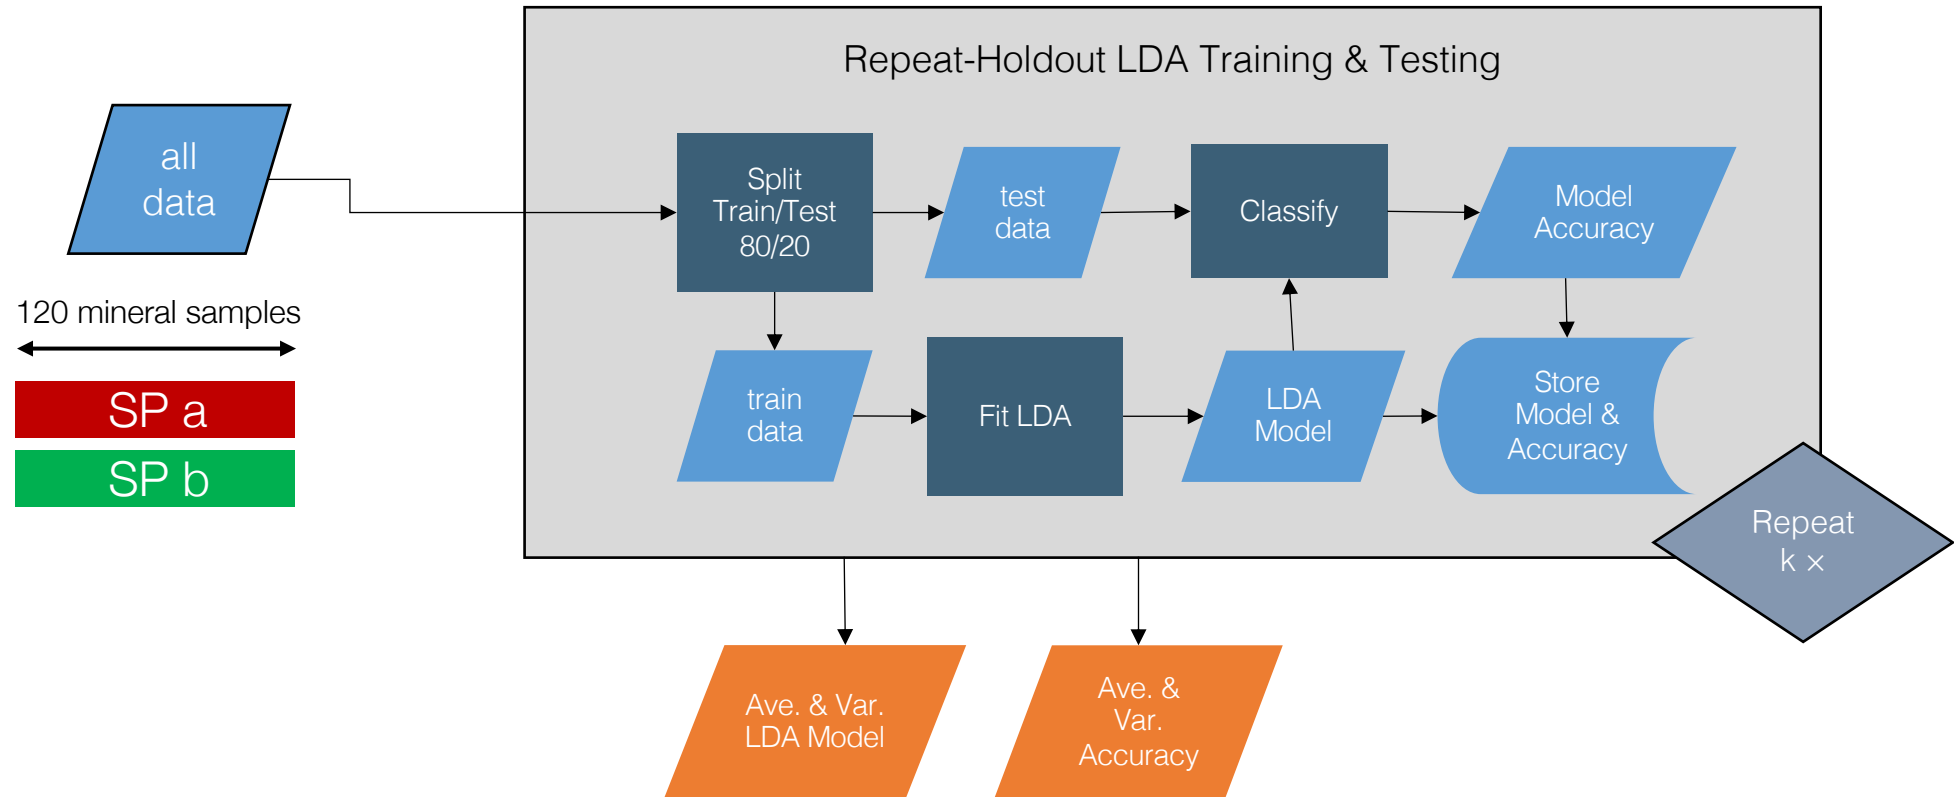 Repeat-Holdout LDA Training & Testing
all
data
Split
Train/Test
80/20
test
data
Classify
Model
Accuracy
120 mineral samples
SP a
SP b
train
data
Fit LDA
LDA
Model
Store
Model &
Accuracy
Repeat
k ×
Ave. & Var.
LDA Model
Ave. &
Var.
Accuracy